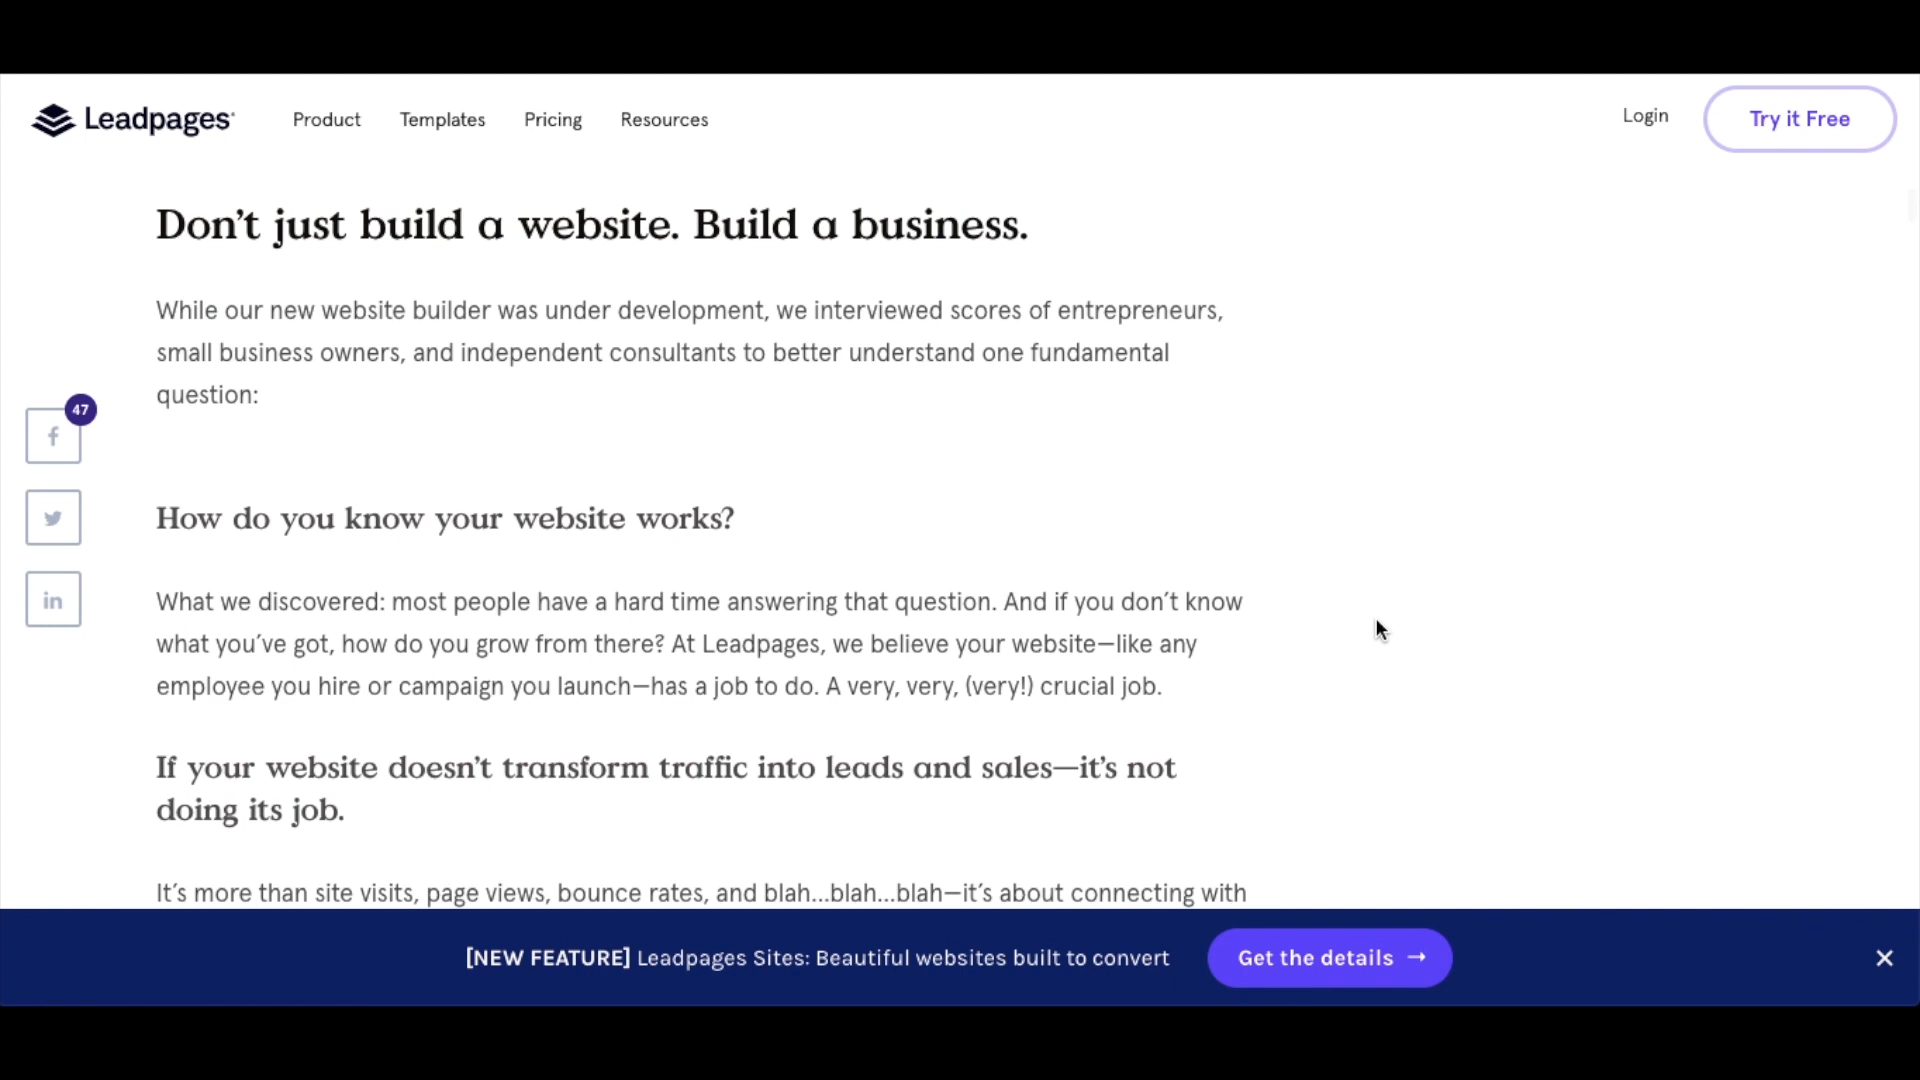 Leadpages
Product Templates Pricing Resources
Login
Try it Free
Don’t just build a website. Build a business.
While our new website builder was under development, we interviewed scores of entrepreneurs,
small business owners, and independent consultants to better understand one fundamental
question:
47
f
How do you know your website works?
in
What we discovered: most people have a hard time answering that question. And if you don’t know
what you’ve got, how do you grow from there? At Leadpages, we believe your website—like any
employee you hire or campaign you launch—has a job to do. A very, very, (very!) crucial job.
If your website doesn’t transform traffic into leads and sales—it’s not
doing its job.
It’s more than site visits, page views, bounce rates, and blah...blah...blah—it’s about connecting with
[NEW FEATURE] Leadpages Sites: Beautiful websites built to convert
Get the details →